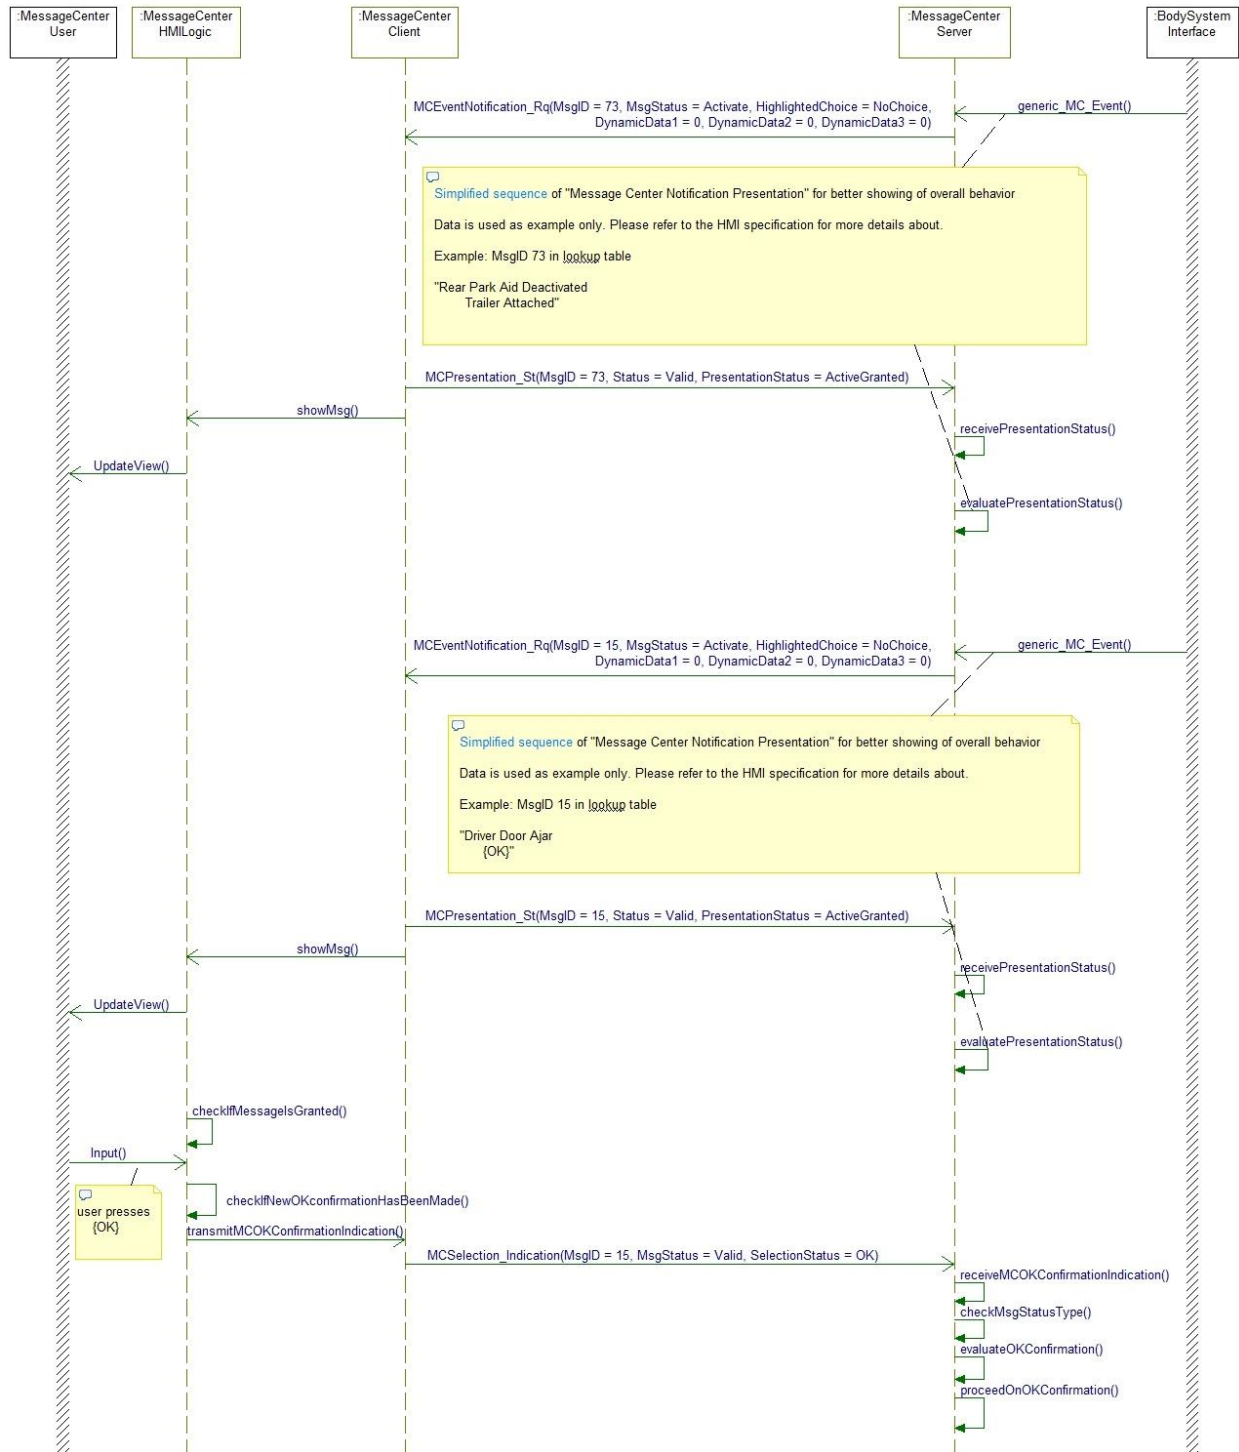 :MessageCenter
User
:MessageCenter
HMILogic
:MessageCenter
Client
:MessageCenter
Server
:BodySystem
Interface
MCEventNotification_Rq(MsgID = 73, MsgStatus = Activate, HighlightedChoice = NoChoice,
DynamicData1 = 0, DynamicData2 = 0, DynamicData3 = 0)
generic_MC_Event()
Simplified sequence of "Message Center Notification Presentation" for better showing of overall behavior
Data is used as example only. Please refer to the HMI specification for more details about.
Example: MsgID 73 in lookup table
"Rear Park Aid Deactivated
Trailer Attached"
MCPresentation_St(MsgID = 73, Status = Valid, PresentationStatus = ActiveGranted)
showMsg()
receivePresentationStatus()
UpdateView()
evaluatePresentationStatus()
MCEventNotification_Rq(MsgID = 15, MsgStatus = Activate, HighlightedChoice = NoChoice,
DynamicData1 = 0, DynamicData2 = 0, DynamicData3 = 0)
generic_MC_Event()
Simplified sequence of "Message Center Notification Presentation" for better showing of overall behavior
Data is used as example only. Please refer to the HMI specification for more details about.
Example: MsgID 15 in lookup table
"Driver Door Ajar
{OK}"
MCPresentation_St(MsgID = 15, Status = Valid, PresentationStatus = ActiveGranted)
showMsg()
receivePresentationStatus()
UpdateView()
evaluatePresentationStatus()
checkIfMessageIsGranted()
Input()
user presses
{OK}
checkIfNewOKconfirmationHasBeenMade()
transmitMCOKConfirmationIndication()
MCSelection_Indication(MsgID = 15, MsgStatus = Valid, SelectionStatus = OK)
receiveMCOKConfirmationIndication()
checkMsgStatusType()
evaluateOKConfirmation()
proceedOnOKConfirmation()